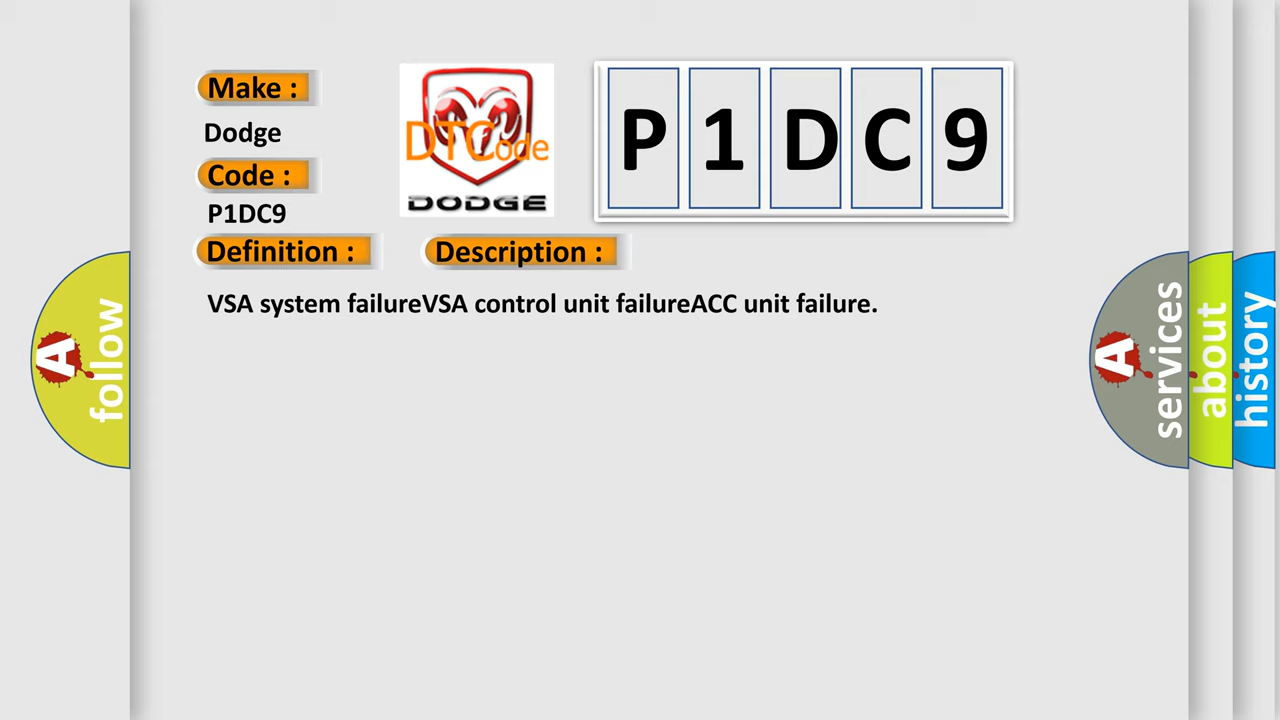 Make :
Dodge
Code :
P1DC9
Definition :
Description :
VSA system failureVSA control unit failureACC unit failure.
DTCode
DODGE
P 1 D C 9
A follow
A services
about
history